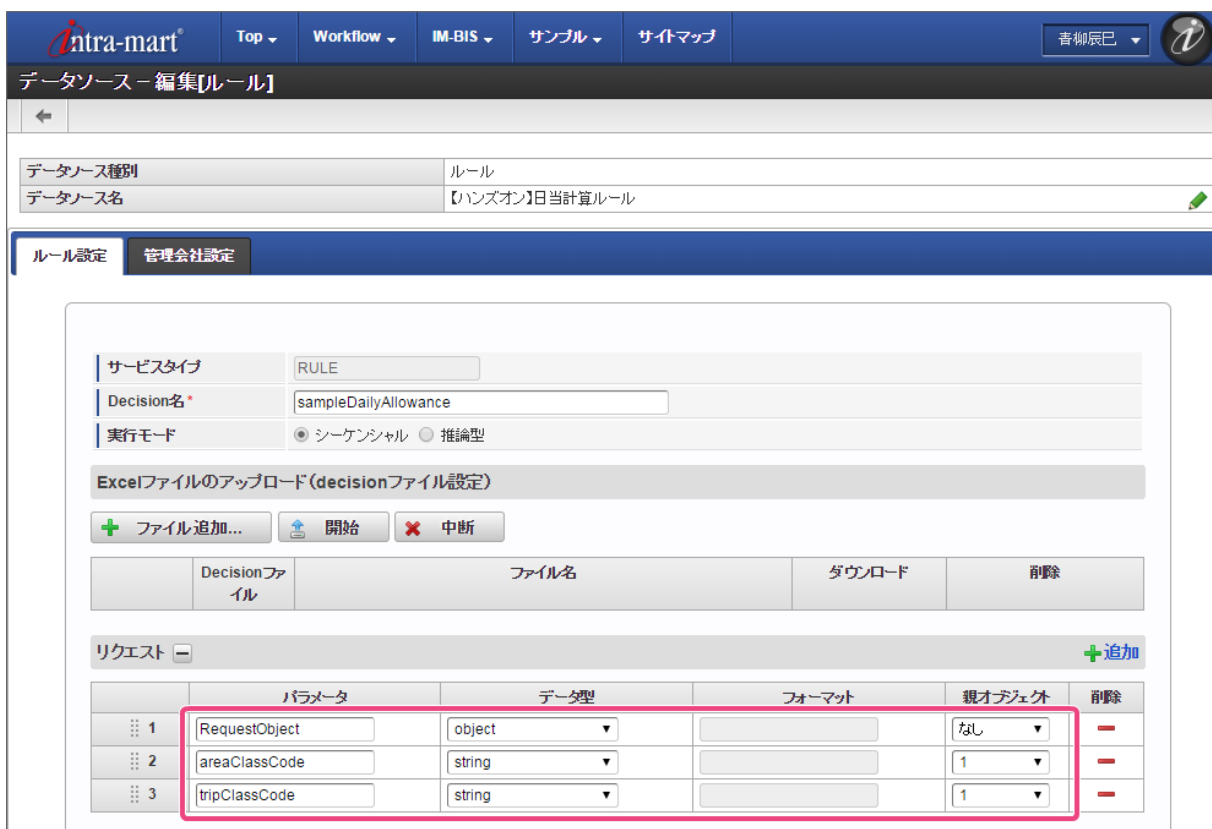 intra-mart® Top Workflow IM-BIS サンプル サイトマップ 青柳辰巳
データソース - 編集[ルール]
データソース種別 ルール
データソース名 【ハンズオン】日当計算ルール
ルール設定 管理会社設定
サービスタイプ RULE
Decision名* sampleDailyAllowance
実行モード シーケンシャル 推論型
Excelファイルのアップロード(decisionファイル設定)
ファイル追加... 開始 中断
Decisionファイル ファイル名 ダウンロード 削除
リクエスト 追加
パラメータ データ型 フォーマット 親オブジェクト 削除
1 RequestObject object なし
2 areaClassCode string 1
3 tripClassCode string 1